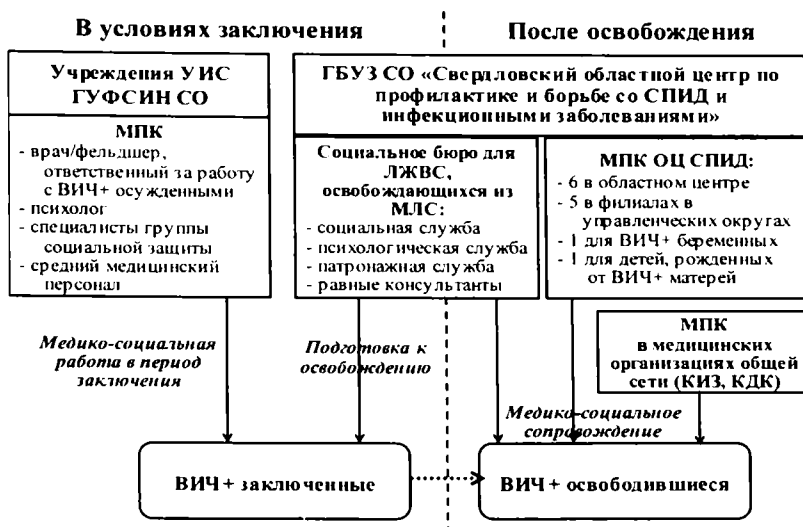 В условиях заключения
После освобождения
Учреждения УИС
ГУФСИН СО
МПК
- врач/фельдшер,
ответственный за работу
с ВИЧ+ осужденными
- психолог
- специалисты группы
социальной защиты
- средний медицинский
персонал
ГБУЗ СО «Свердловский областной центр по
профилактике и борьбе со СПИД и
инфекционными заболеваниями»
Социальное бюро для
ЛЖВС,
освобождающихся из
МЛС:
- социальная служба
- психологическая служба
- патронажная служба
- равные консультанты
МПК ОЦ СПИД:
- 6 в областном центре
- 5 в филиалах в
управленческих округах
- 1 для ВИЧ+ беременных
- 1 для детей, рожденных
от ВИЧ+ матерей
МПК
в медицинских
организациях общей
сети (КИЗ, КДК)
Медико-социальная
работа в период
заключения
Подготовка к
освобождению
Медико-социальное
сопровождение
ВИЧ+ заключенные
ВИЧ+ освободившиеся